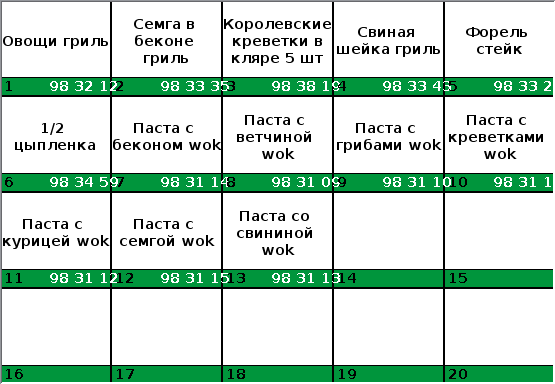 Овощи гриль
Семга в
беконе
гриль
Королевские
креветки в
кляре 5 шт
Свиная
шейка гриль
Форель
стейк
1 98 32 12
2 98 33 35
3 98 38 19
4 98 33 43
5 98 33 2
1/2
цыпленка
Паста с
беконом wok
Паста с
ветчиной
wok
Паста с
грибами wok
Паста с
креветками
wok
6 98 34 59
7 98 31 14
8 98 31 09
9 98 31 10
10 98 31 1
Паста с
курицей wok
Паста с
семгой wok
Паста со
свининой
wok
11 98 31 12
12 98 31 15
13 98 31 13
14
15
16
17
18
19
20